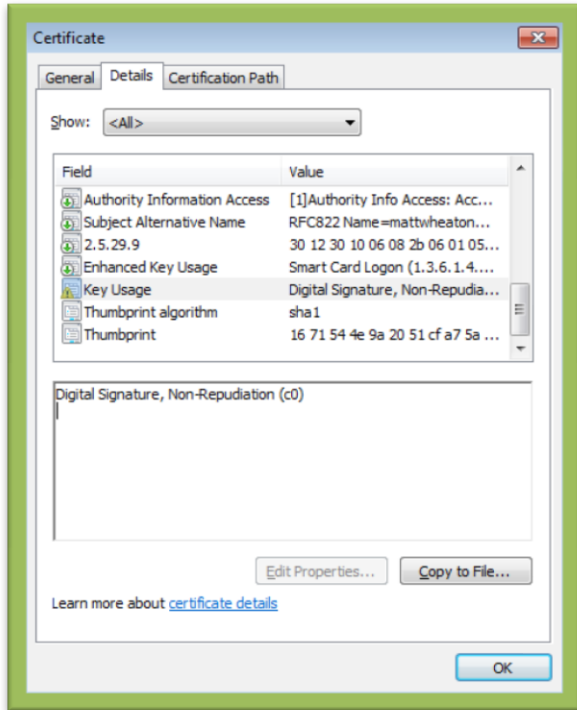 Certificate
General Details Certification Path
Show: <All>
Field Value
Authority Information Access [1]Authority Info Access: Acc...
Subject Alternative Name RFC822 Name=mattwheaton...
2.5.29.9 30 12 30 10 06 08 2b 06 01 05...
Enhanced Key Usage Smart Card Logon (1.3.6.1.4....
Key Usage Digital Signature, Non-Repudia...
Thumbprint algorithm sha1
Thumbprint 16 71 54 4e 9a 20 51 cf a7 5a ...
Digital Signature, Non-Repudiation (c0)
Edit Properties... Copy to File...
Learn more about certificate details
OK